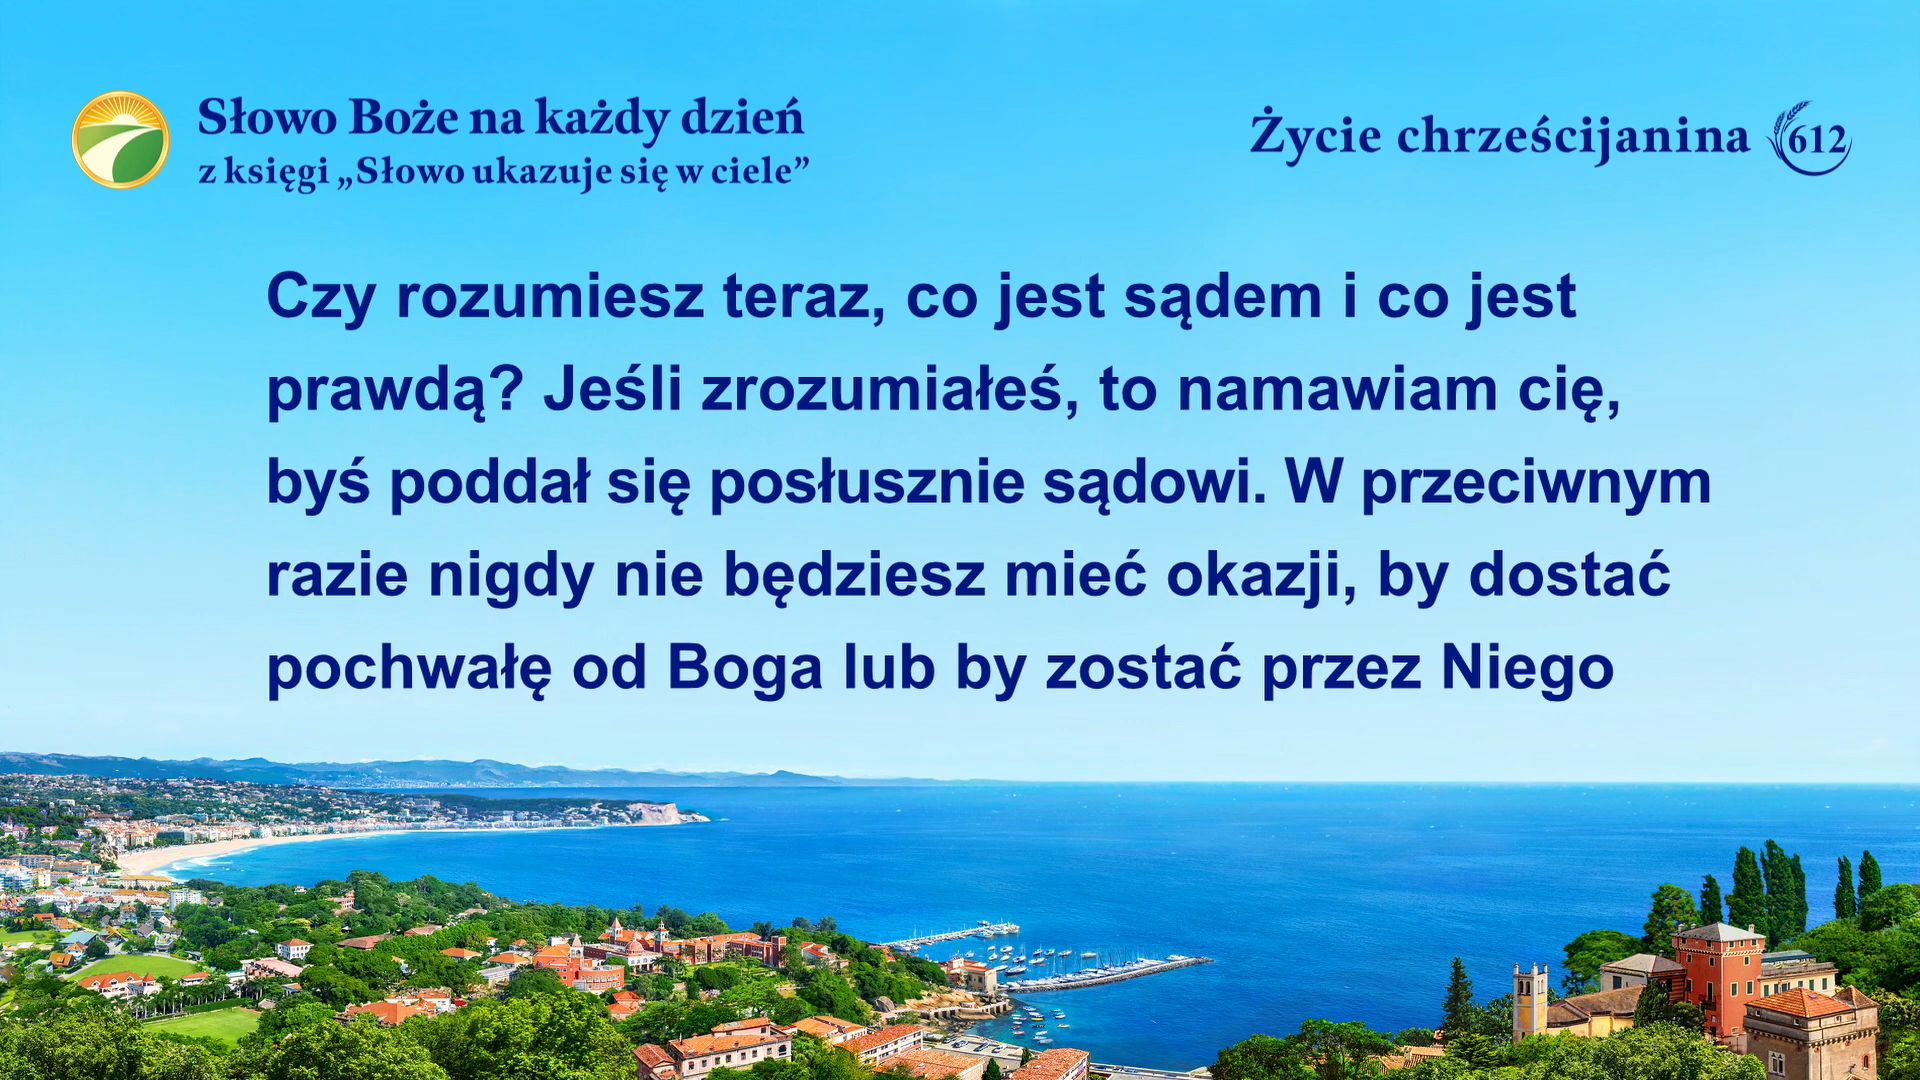 Słowo Boże na każdy dzień
z księgi „Słowo ukazuje się w ciele”
Życie chrześcijanina 612
Czy rozumiesz teraz, co jest sądem i co jest
prawdą? Jeśli zrozumiałeś, to namawiam cię,
byś poddał się posłusznie sądowi. W przeciwnym
razie nigdy nie będziesz mieć okazji, by dostać
pochwałę od Boga lub by zostać przez Niego